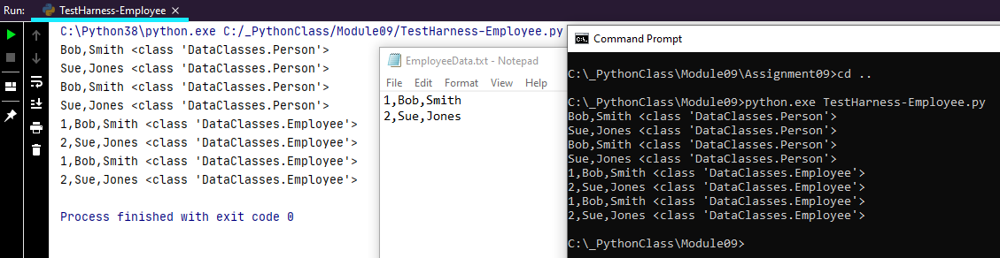 Run: TestHarness-Employee ×
C:\Python38\python.exe C:/_PythonClass/Module09/TestHarness-Employee.py
Bob,Smith <class 'DataClasses.Person'>
Sue,Jones <class 'DataClasses.Person'>
Bob,Smith <class 'DataClasses.Person'>
Sue,Jones <class 'DataClasses.Person'>
1,Bob,Smith <class 'DataClasses.Employee'>
2,Sue,Jones <class 'DataClasses.Employee'>
1,Bob,Smith <class 'DataClasses.Employee'>
2,Sue,Jones <class 'DataClasses.Employee'>
Process finished with exit code 0
EmployeeData.txt - Notepad
File Edit Format View Help
1,Bob,Smith
2,Sue,Jones
Command Prompt
C:\_PythonClass\Module09\Assignment09>cd ..
C:\_PythonClass\Module09>python.exe TestHarness-Employee.py
Bob,Smith <class 'DataClasses.Person'>
Sue,Jones <class 'DataClasses.Person'>
Bob,Smith <class 'DataClasses.Person'>
Sue,Jones <class 'DataClasses.Person'>
1,Bob,Smith <class 'DataClasses.Employee'>
2,Sue,Jones <class 'DataClasses.Employee'>
1,Bob,Smith <class 'DataClasses.Employee'>
2,Sue,Jones <class 'DataClasses.Employee'>
C:\_PythonClass\Module09>